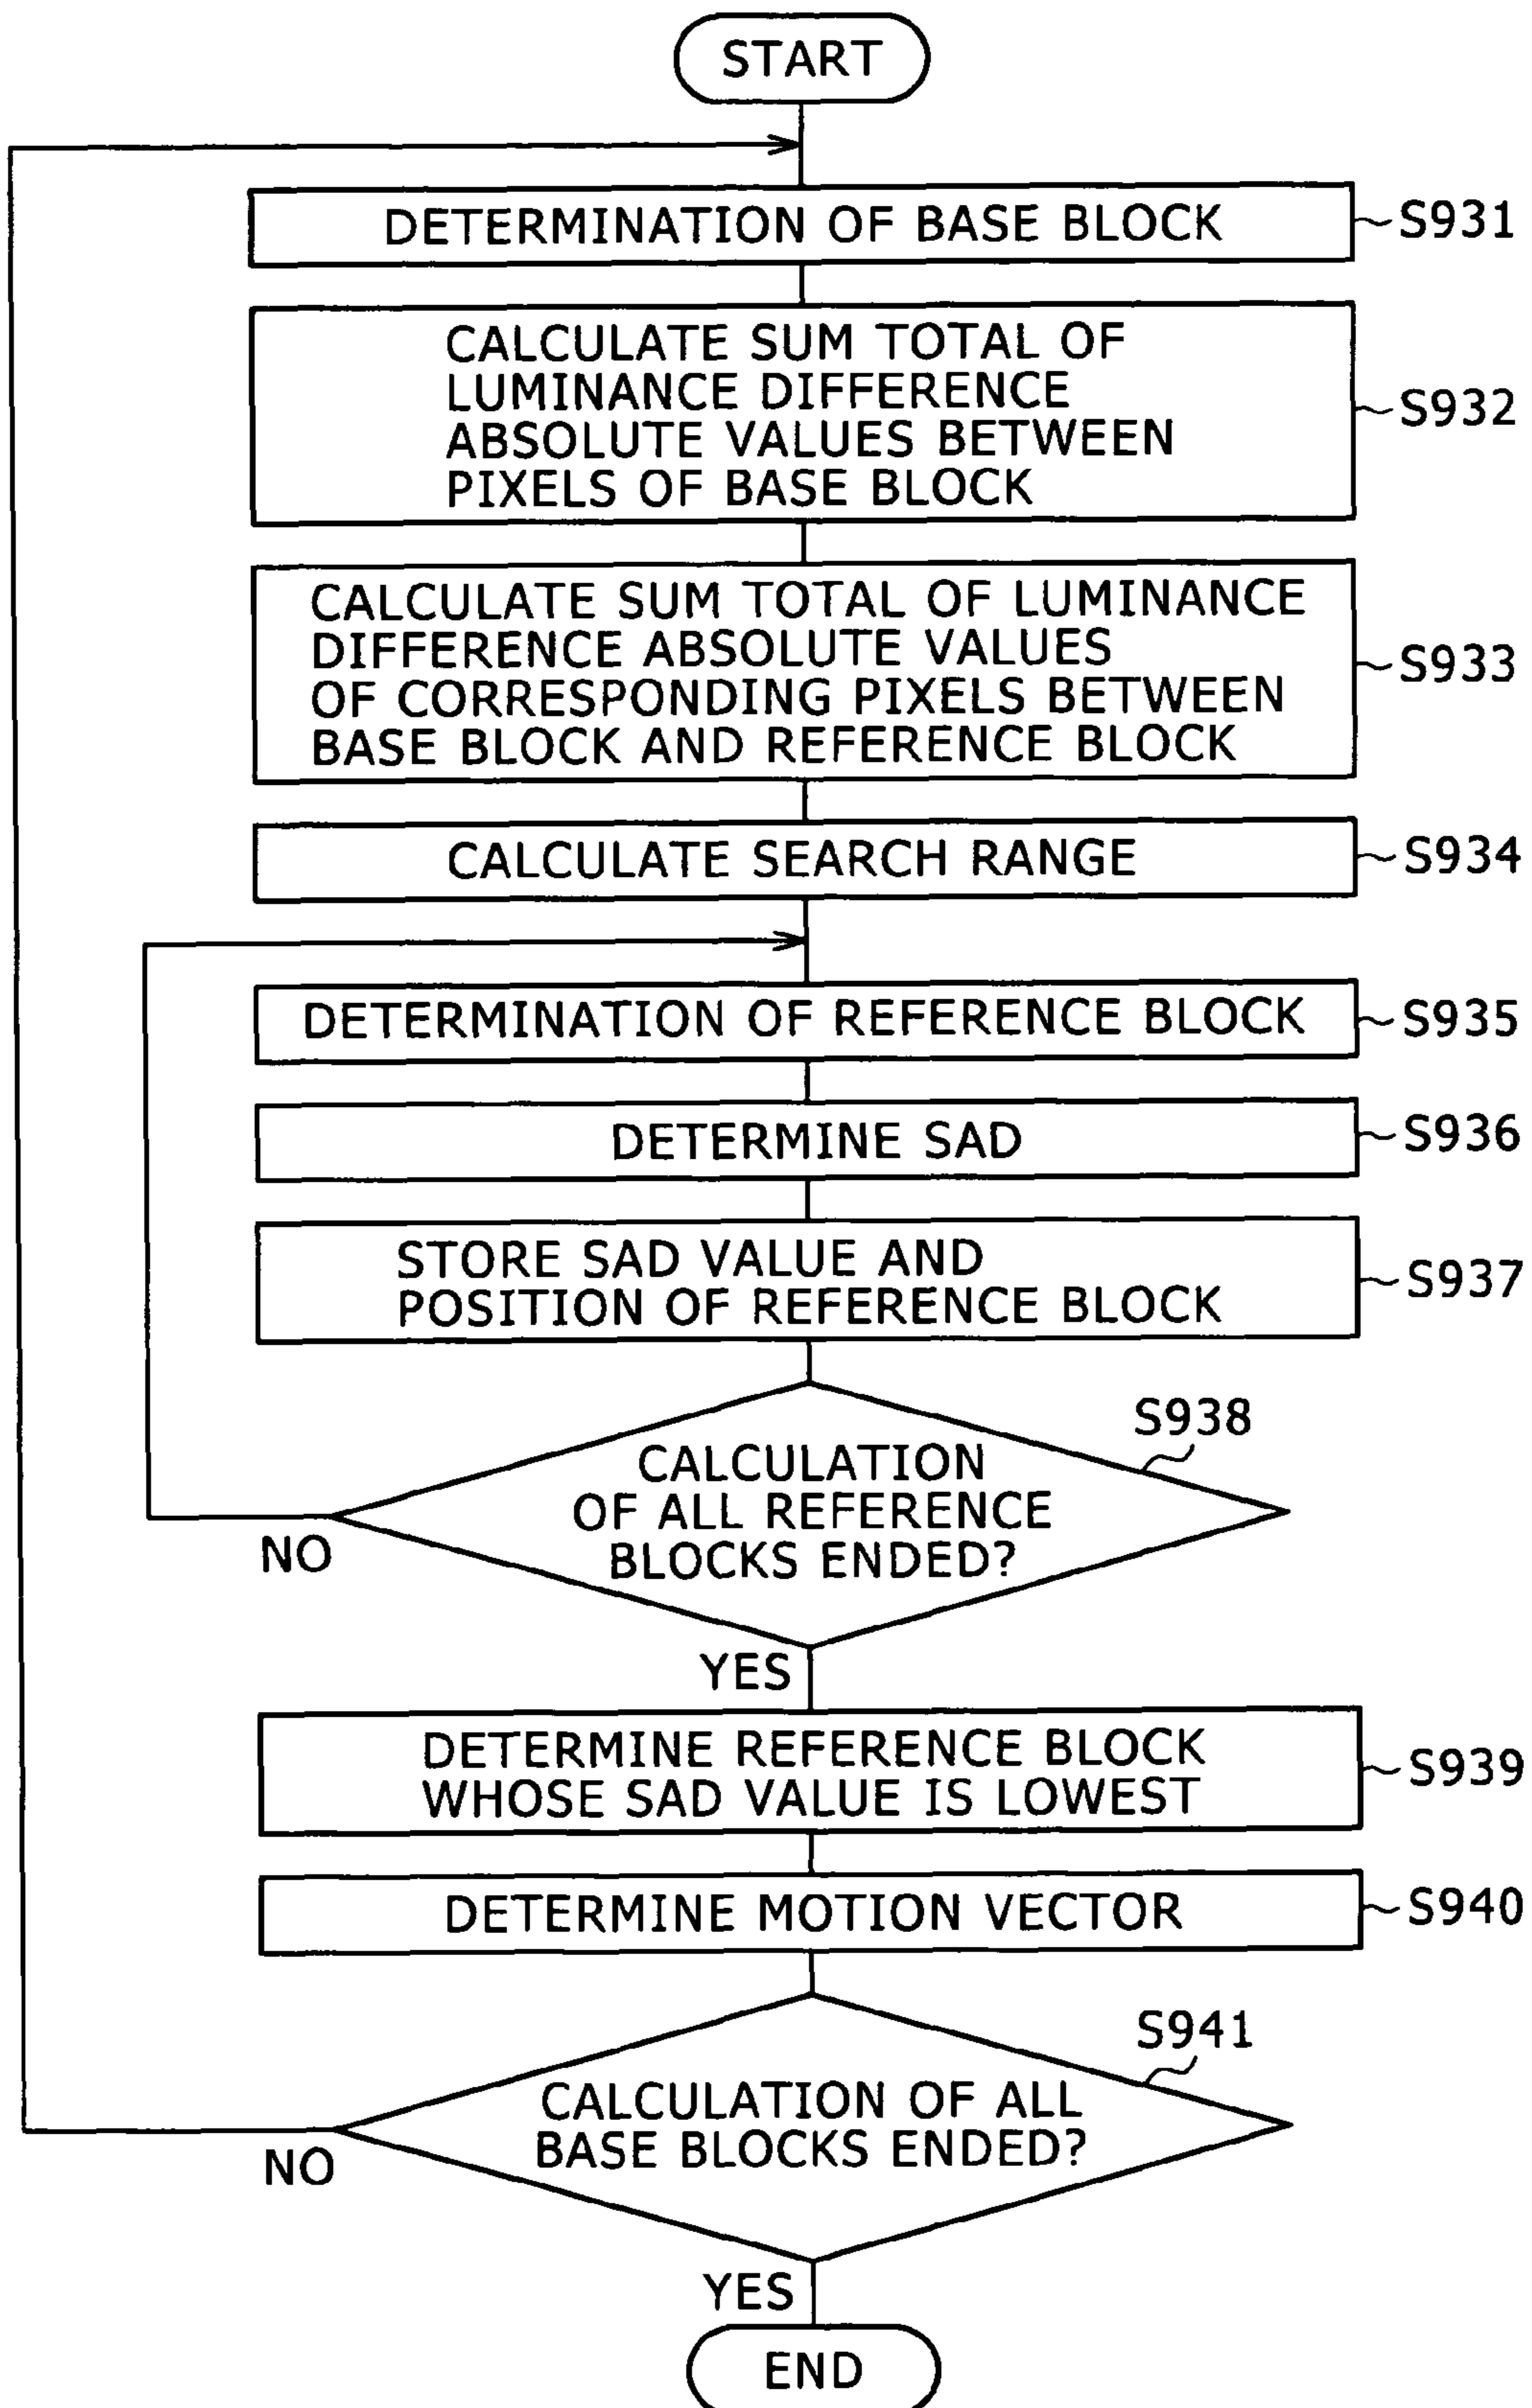 START
DETERMINATION OF BASE BLOCK
S931
CALCULATE SUM TOTAL OF
LUMINANCE DIFFERENCE
ABSOLUTE VALUES BETWEEN
PIXELS OF BASE BLOCK
S932
CALCULATE SUM TOTAL OF LUMINANCE
DIFFERENCE ABSOLUTE VALUES
OF CORRESPONDING PIXELS BETWEEN
BASE BLOCK AND REFERENCE BLOCK
S933
CALCULATE SEARCH RANGE
S934
DETERMINATION OF REFERENCE BLOCK
S935
DETERMINE SAD
S936
STORE SAD VALUE AND
POSITION OF REFERENCE BLOCK
S937
S938
CALCULATION
OF ALL REFERENCE
BLOCKS ENDED?
NO
YES
DETERMINE REFERENCE BLOCK
WHOSE SAD VALUE IS LOWEST
S939
DETERMINE MOTION VECTOR
S940
S941
CALCULATION OF ALL
BASE BLOCKS ENDED?
NO
YES
END